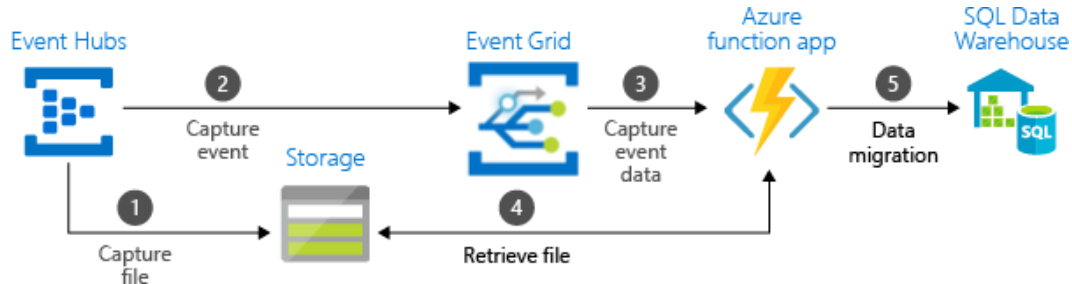 Event Hubs
Event Grid
Azure
function app
SQL Data
Warehouse
2
3
5
Capture
event
Capture
event
data
Data
migration
SQL
Storage
1
4
Capture
file
Retrieve file